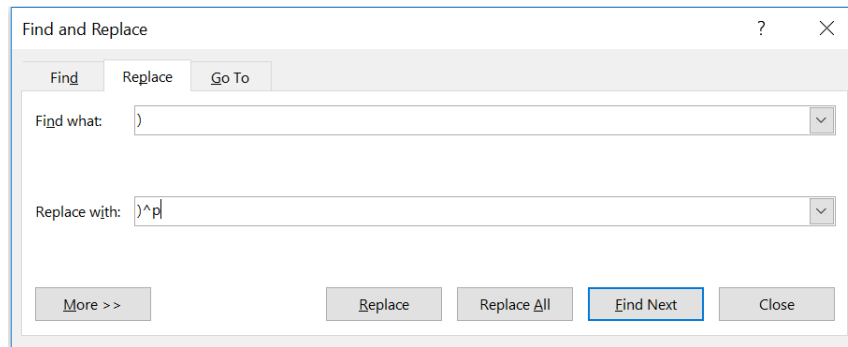 Find and Replace ?
Find Replace Go To
Find what: )
Replace with: )^p
More >> Replace Replace All Find Next Close